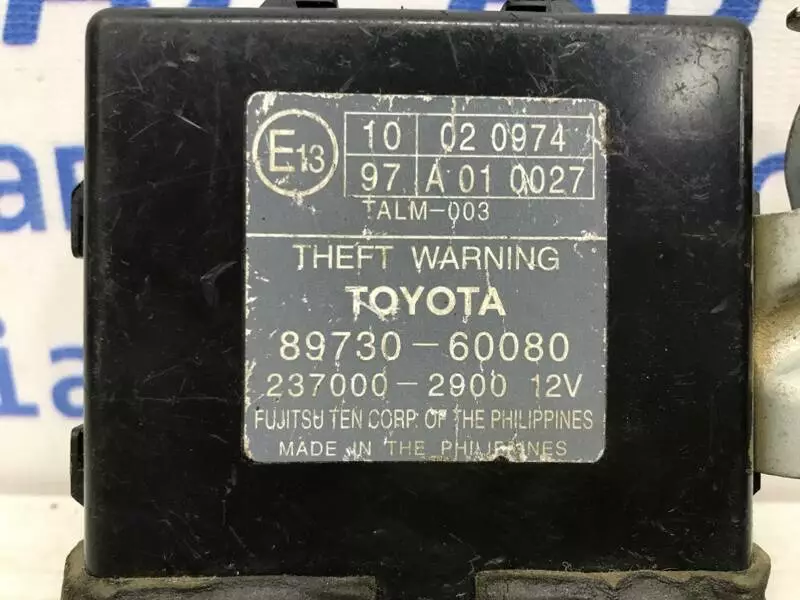 E13
10 02 0974
97 A 01 0027
TALM-003
THEFT WARNING
TOYOTA
89730-60080
237000-2900 12V
FUJITSU TEN CORP. OF THE PHILIPPINES
MADE IN THE PHILIPPINES